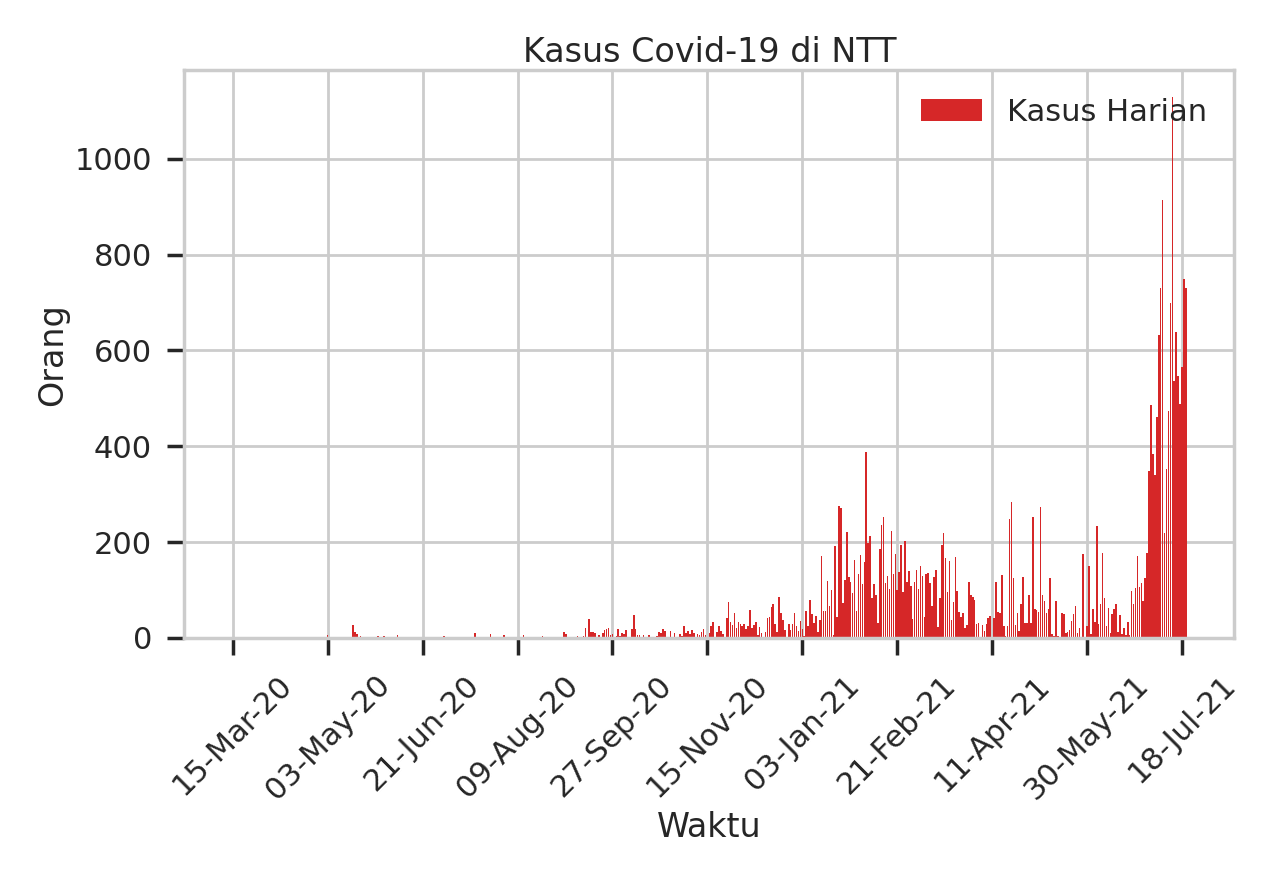 Kasus Covid-19 di NTT
Kasus Harian
Orang
1000
800
600
400
200
0
15-Mar-20
03-May-20
21-Jun-20
09-Aug-20
27-Sep-20
15-Nov-20
03-Jan-21
21-Feb-21
11-Apr-21
30-May-21
18-Jul-21
Waktu